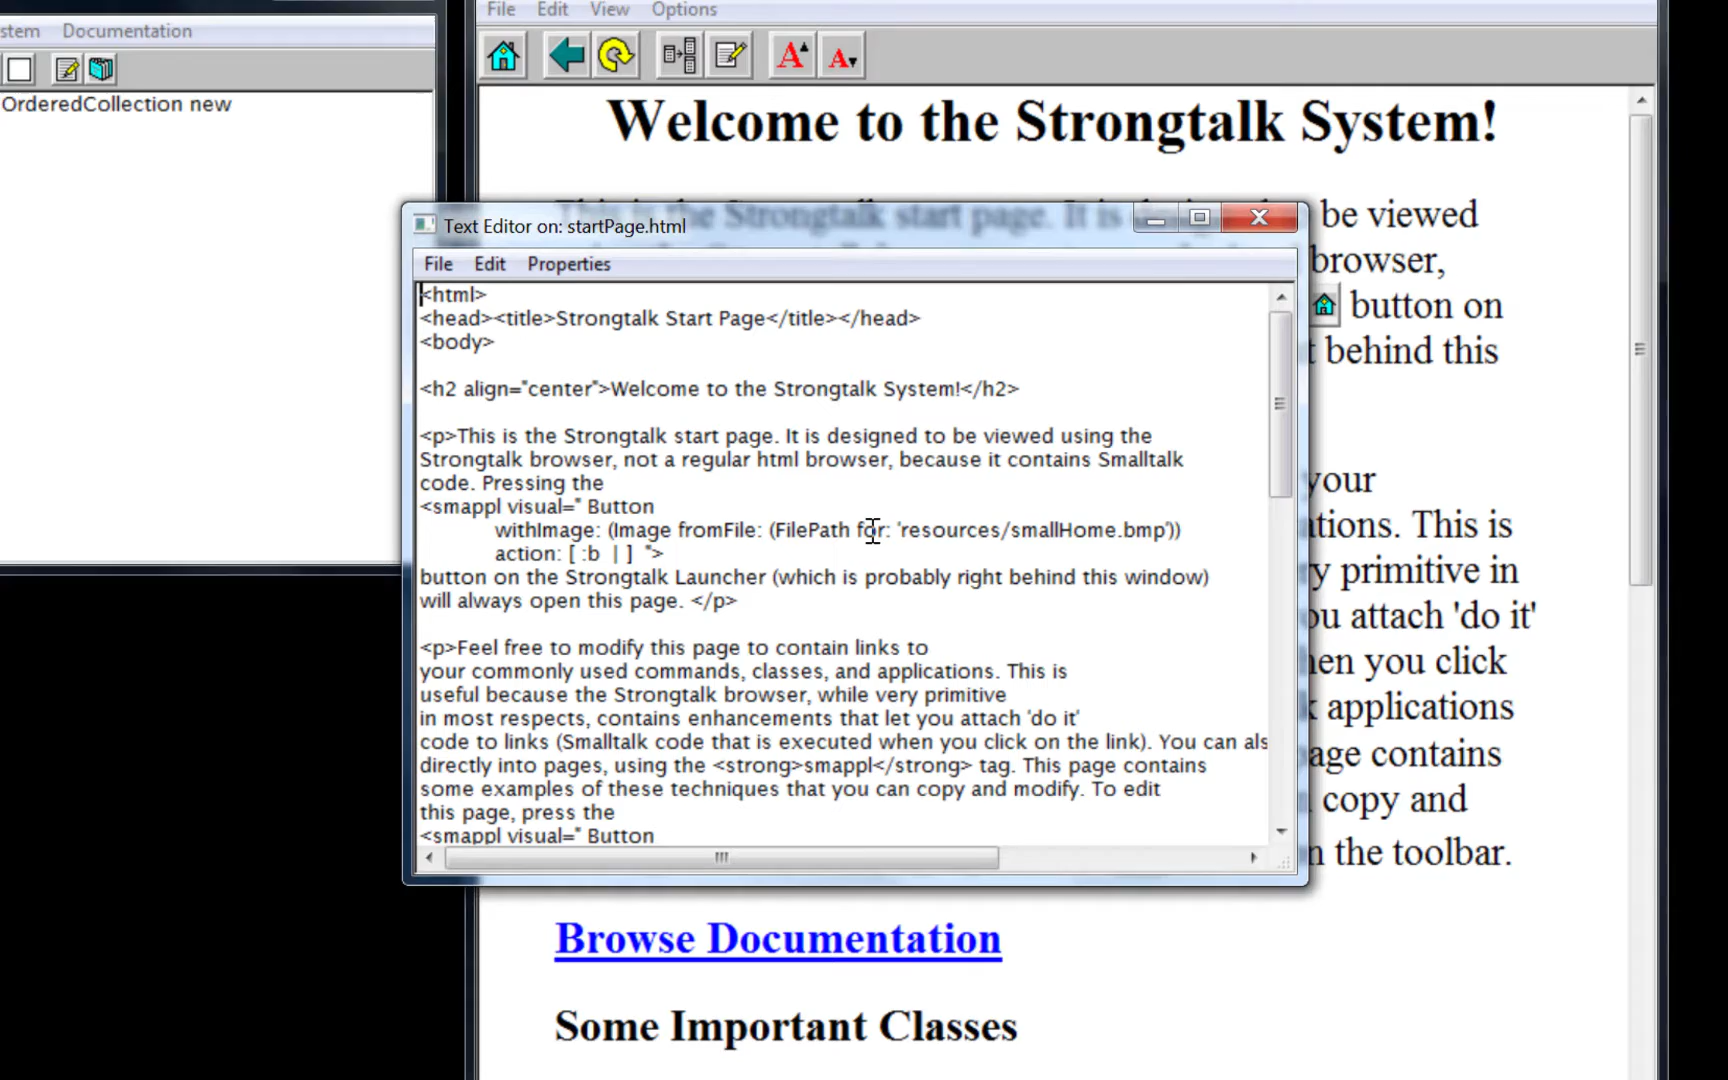 stem Documentation
OrderedCollection new
File Edit View Options
A A
Welcome to the Strongtalk System!
This is the Strongtalk start page. It is d be viewed
browser,
button on
t behind this
your
ations. This is
y primitive in
ou attach 'do it'
hen you click
k applications
age contains
copy and
n the toolbar.
Browse Documentation
Some Important Classes
Text Editor on: startPage.html
File Edit Properties
<html>
<head><title>Strongtalk Start Page</title></head>
<body>
<h2 align="center">Welcome to the Strongtalk System!</h2>
<p>This is the Strongtalk start page. It is designed to be viewed using the
Strongtalk browser, not a regular html browser, because it contains Smalltalk
code. Pressing the
<smappl visual=" Button
withImage: (Image fromFile: (FilePath for: 'resources/smallHome.bmp'))
action: [ :b | ] ">
button on the Strongtalk Launcher (which is probably right behind this window)
will always open this page. </p>
<p>Feel free to modify this page to contain links to
your commonly used commands, classes, and applications. This is
useful because the Strongtalk browser, while very primitive
in most respects, contains enhancements that let you attach 'do it'
code to links (Smalltalk code that is executed when you click on the link). You can als
directly into pages, using the <strong>smappl</strong> tag. This page contains
some examples of these techniques that you can copy and modify. To edit
this page, press the
<smappl visual=" Button